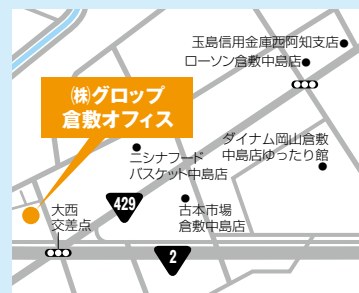 玉島信用金庫西阿知支店
ローソン倉敷中島店
㈱グロップ
倉敷オフィス
ダイナム岡山倉敷
中島店ゆったり館
ニシナフード
バスケット中島店
429
古本市場
倉敷中島店
大西
交差点
2